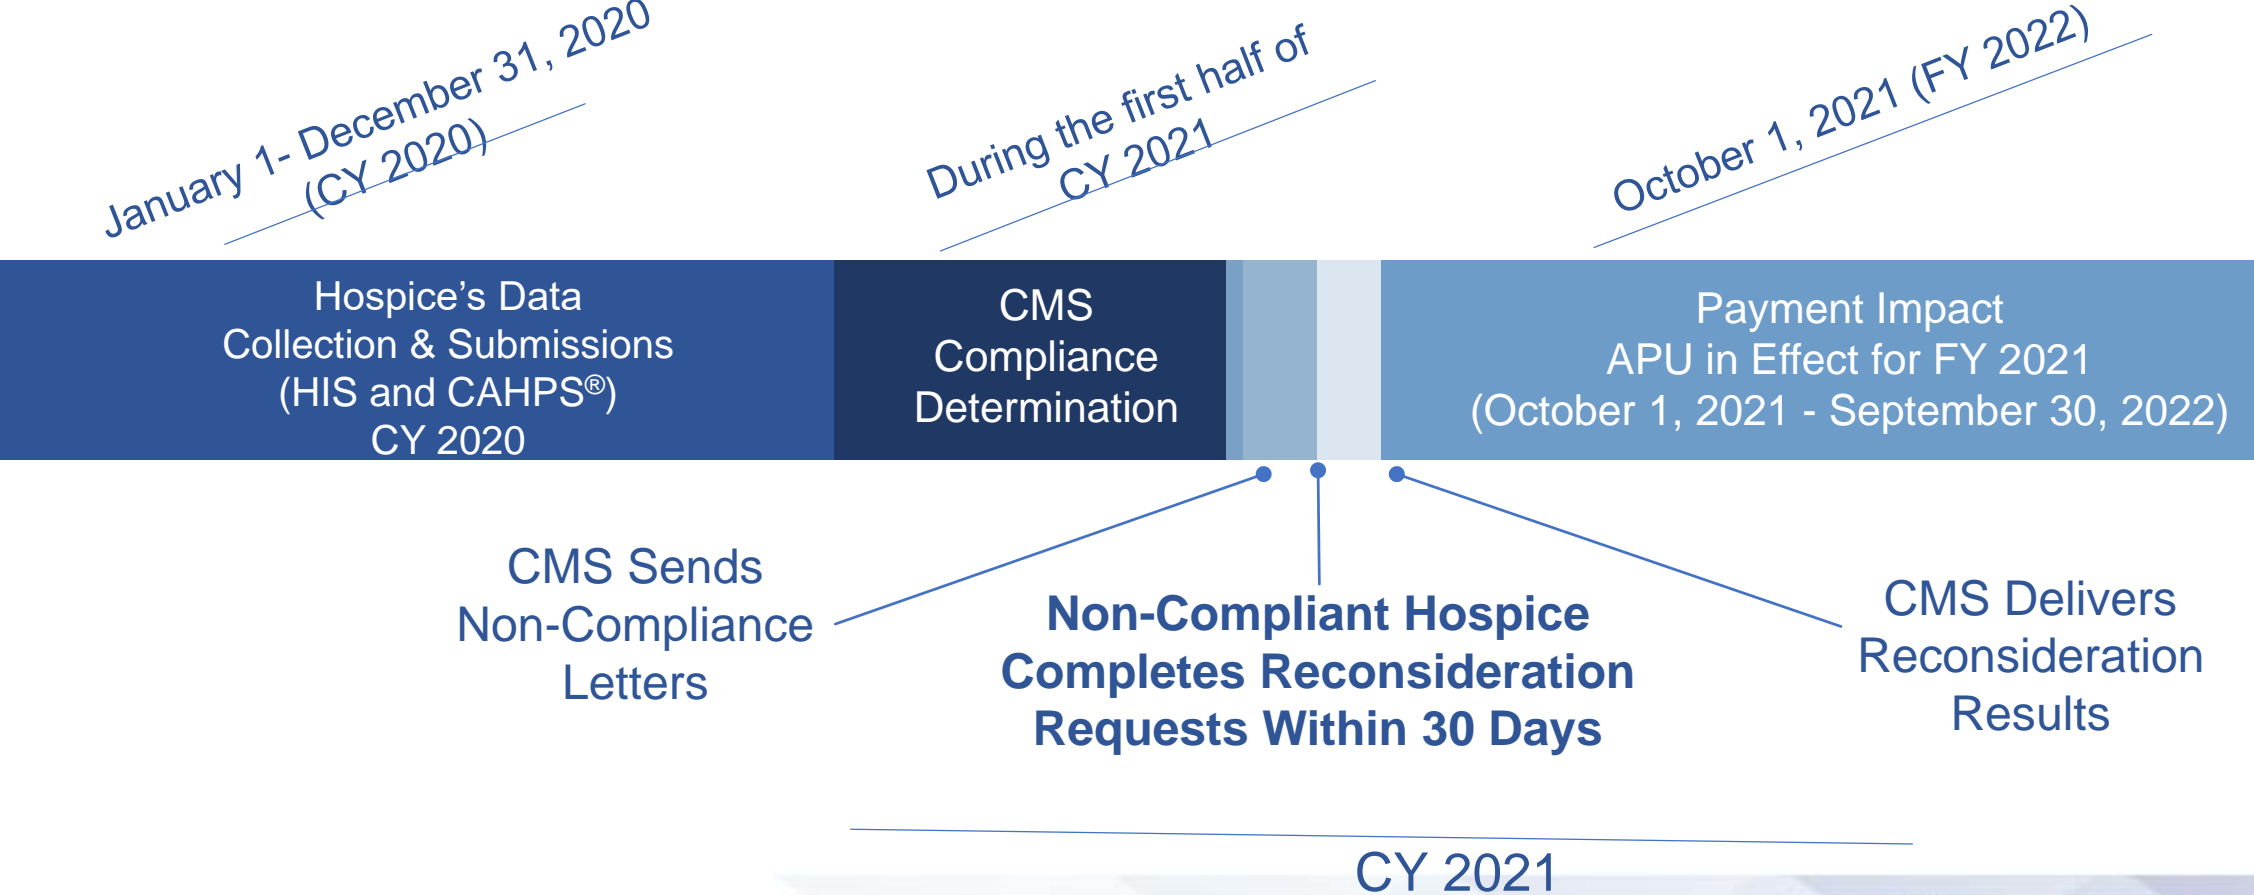 January 1- December 31, 2020
(CY 2020)
During the first half of
CY 2021
October 1, 2021 (FY 2022)
Hospice’s Data
Collection & Submissions
(HIS and CAHPS®)
CY 2020
CMS
Compliance
Determination
Payment Impact
APU in Effect for FY 2021
(October 1, 2021 - September 30, 2022)
CMS Sends
Non-Compliance
Letters
Non-Compliant Hospice
Completes Reconsideration
Requests Within 30 Days
CMS Delivers
Reconsideration
Results
CY 2021